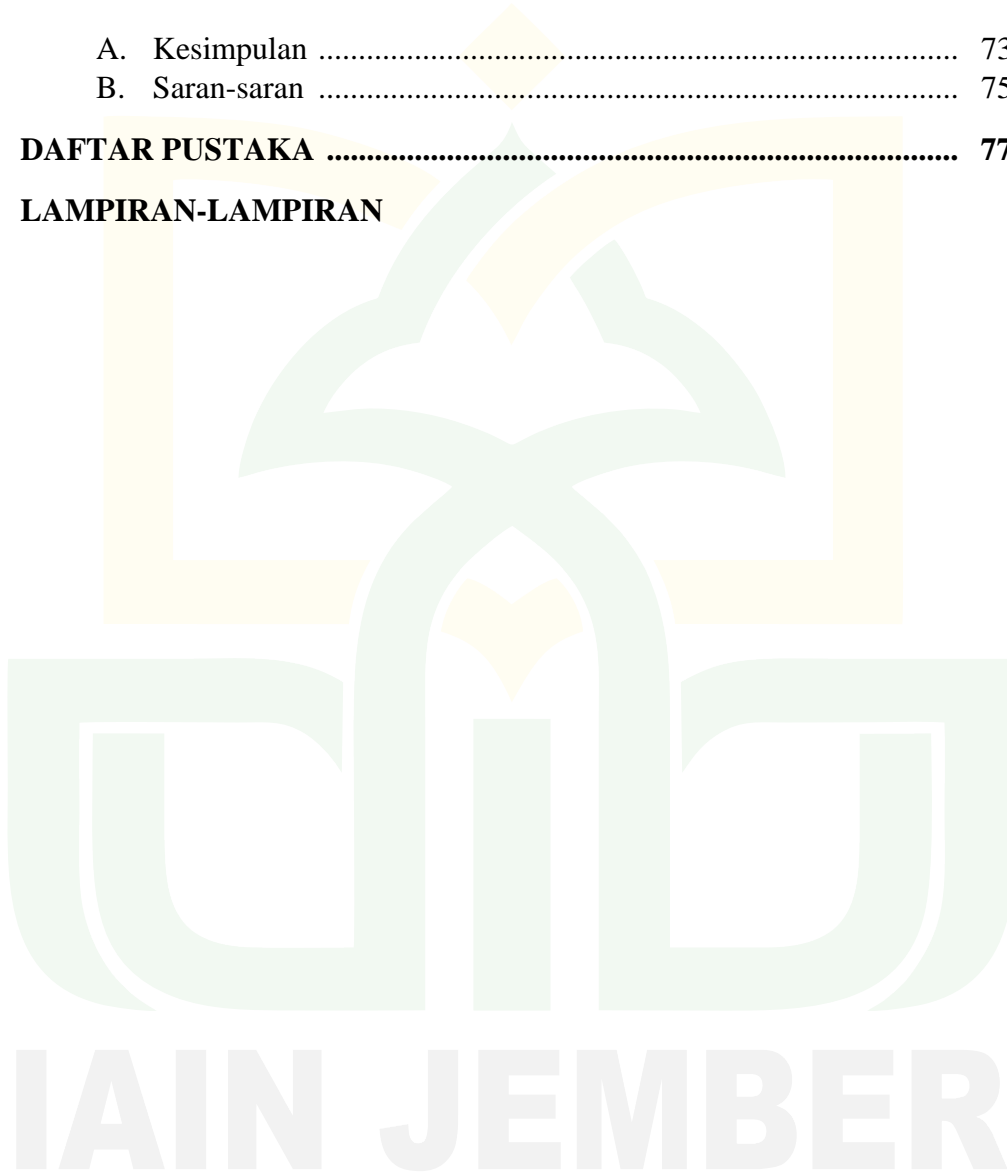 A. Kesimpulan ................................................................................ 73
B. Saran-saran ................................................................................ 75
DAFTAR PUSTAKA ................................................................................ 77
LAMPIRAN-LAMPIRAN
IAIN JEMBER